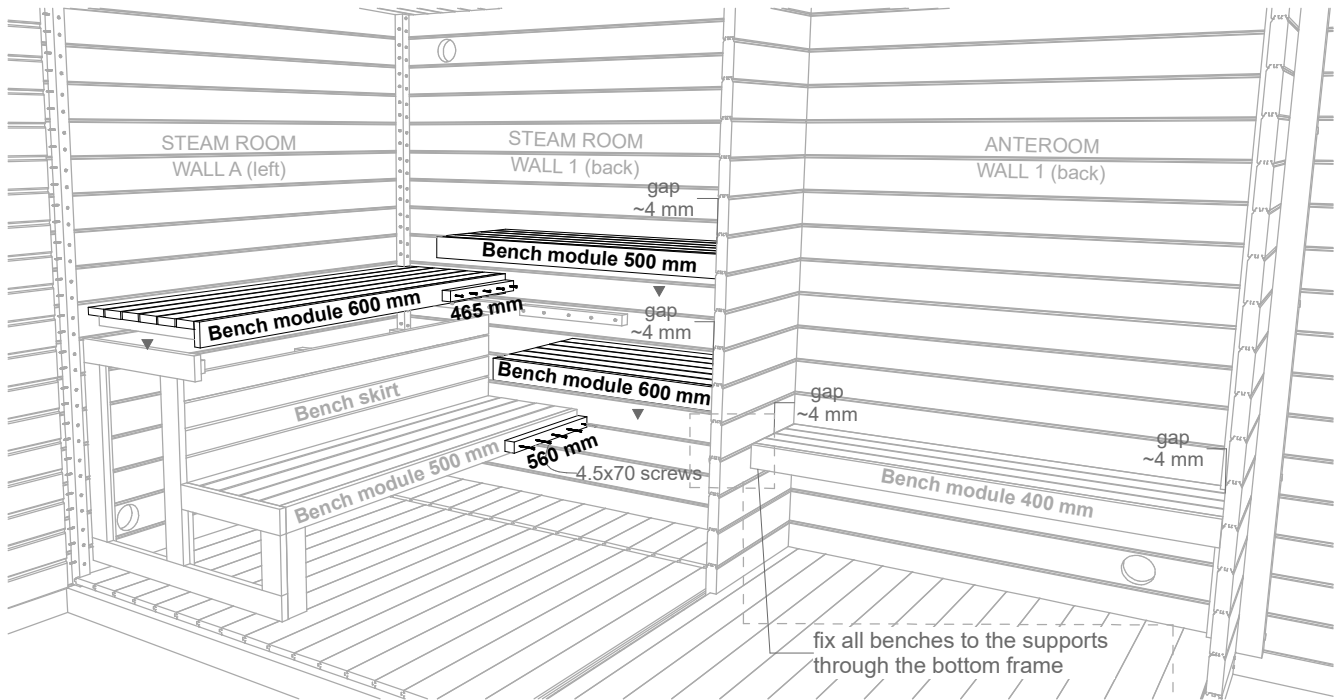 STEAM ROOM
WALL A (left)
STEAM ROOM
WALL 1 (back)
ANTEROOM
WALL 1 (back)
gap
~4 mm
Bench module 500 mm
Bench module 600 mm
465 mm
gap
~4 mm
Bench module 600 mm
Bench skirt
gap
~4 mm
gap
~4 mm
Bench module 500 mm
560 mm
4.5x70 screws
Bench module 400 mm
fix all benches to the supports
through the bottom frame